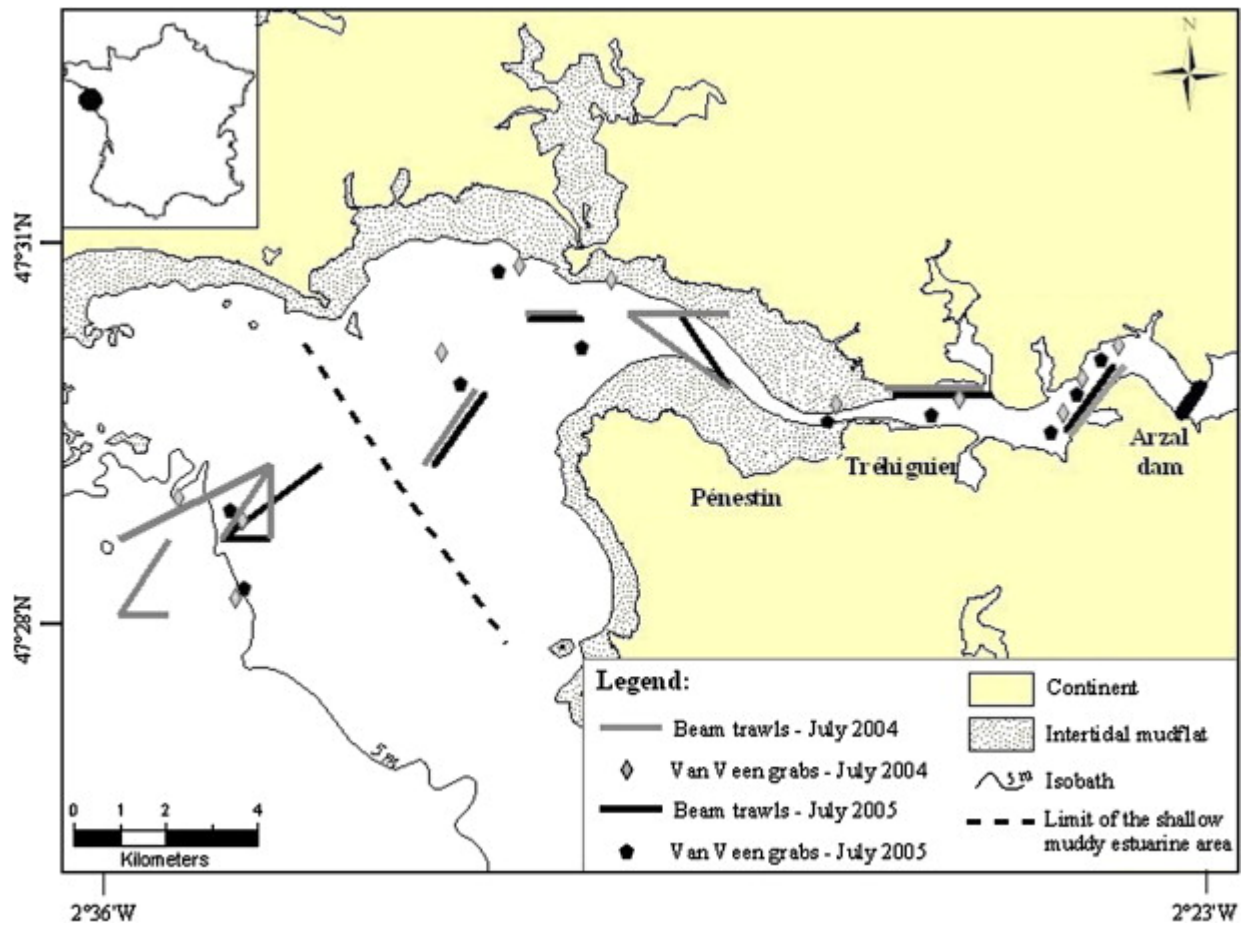 N
47°31'N
Arzal
dam
Tréhiguier
Pénestin
47°28'N
5 m
Legend:
Beam trawls - July 2004
Van Veen grabs - July 2004
Beam trawls - July 2005
Van Veen grabs - July 2005
Continent
Intertidal mudflat
5 m Isobath
Limit of the shallow
muddy estuarine area
0 1 2 4
Kilometers
2°36'W
2°23'W